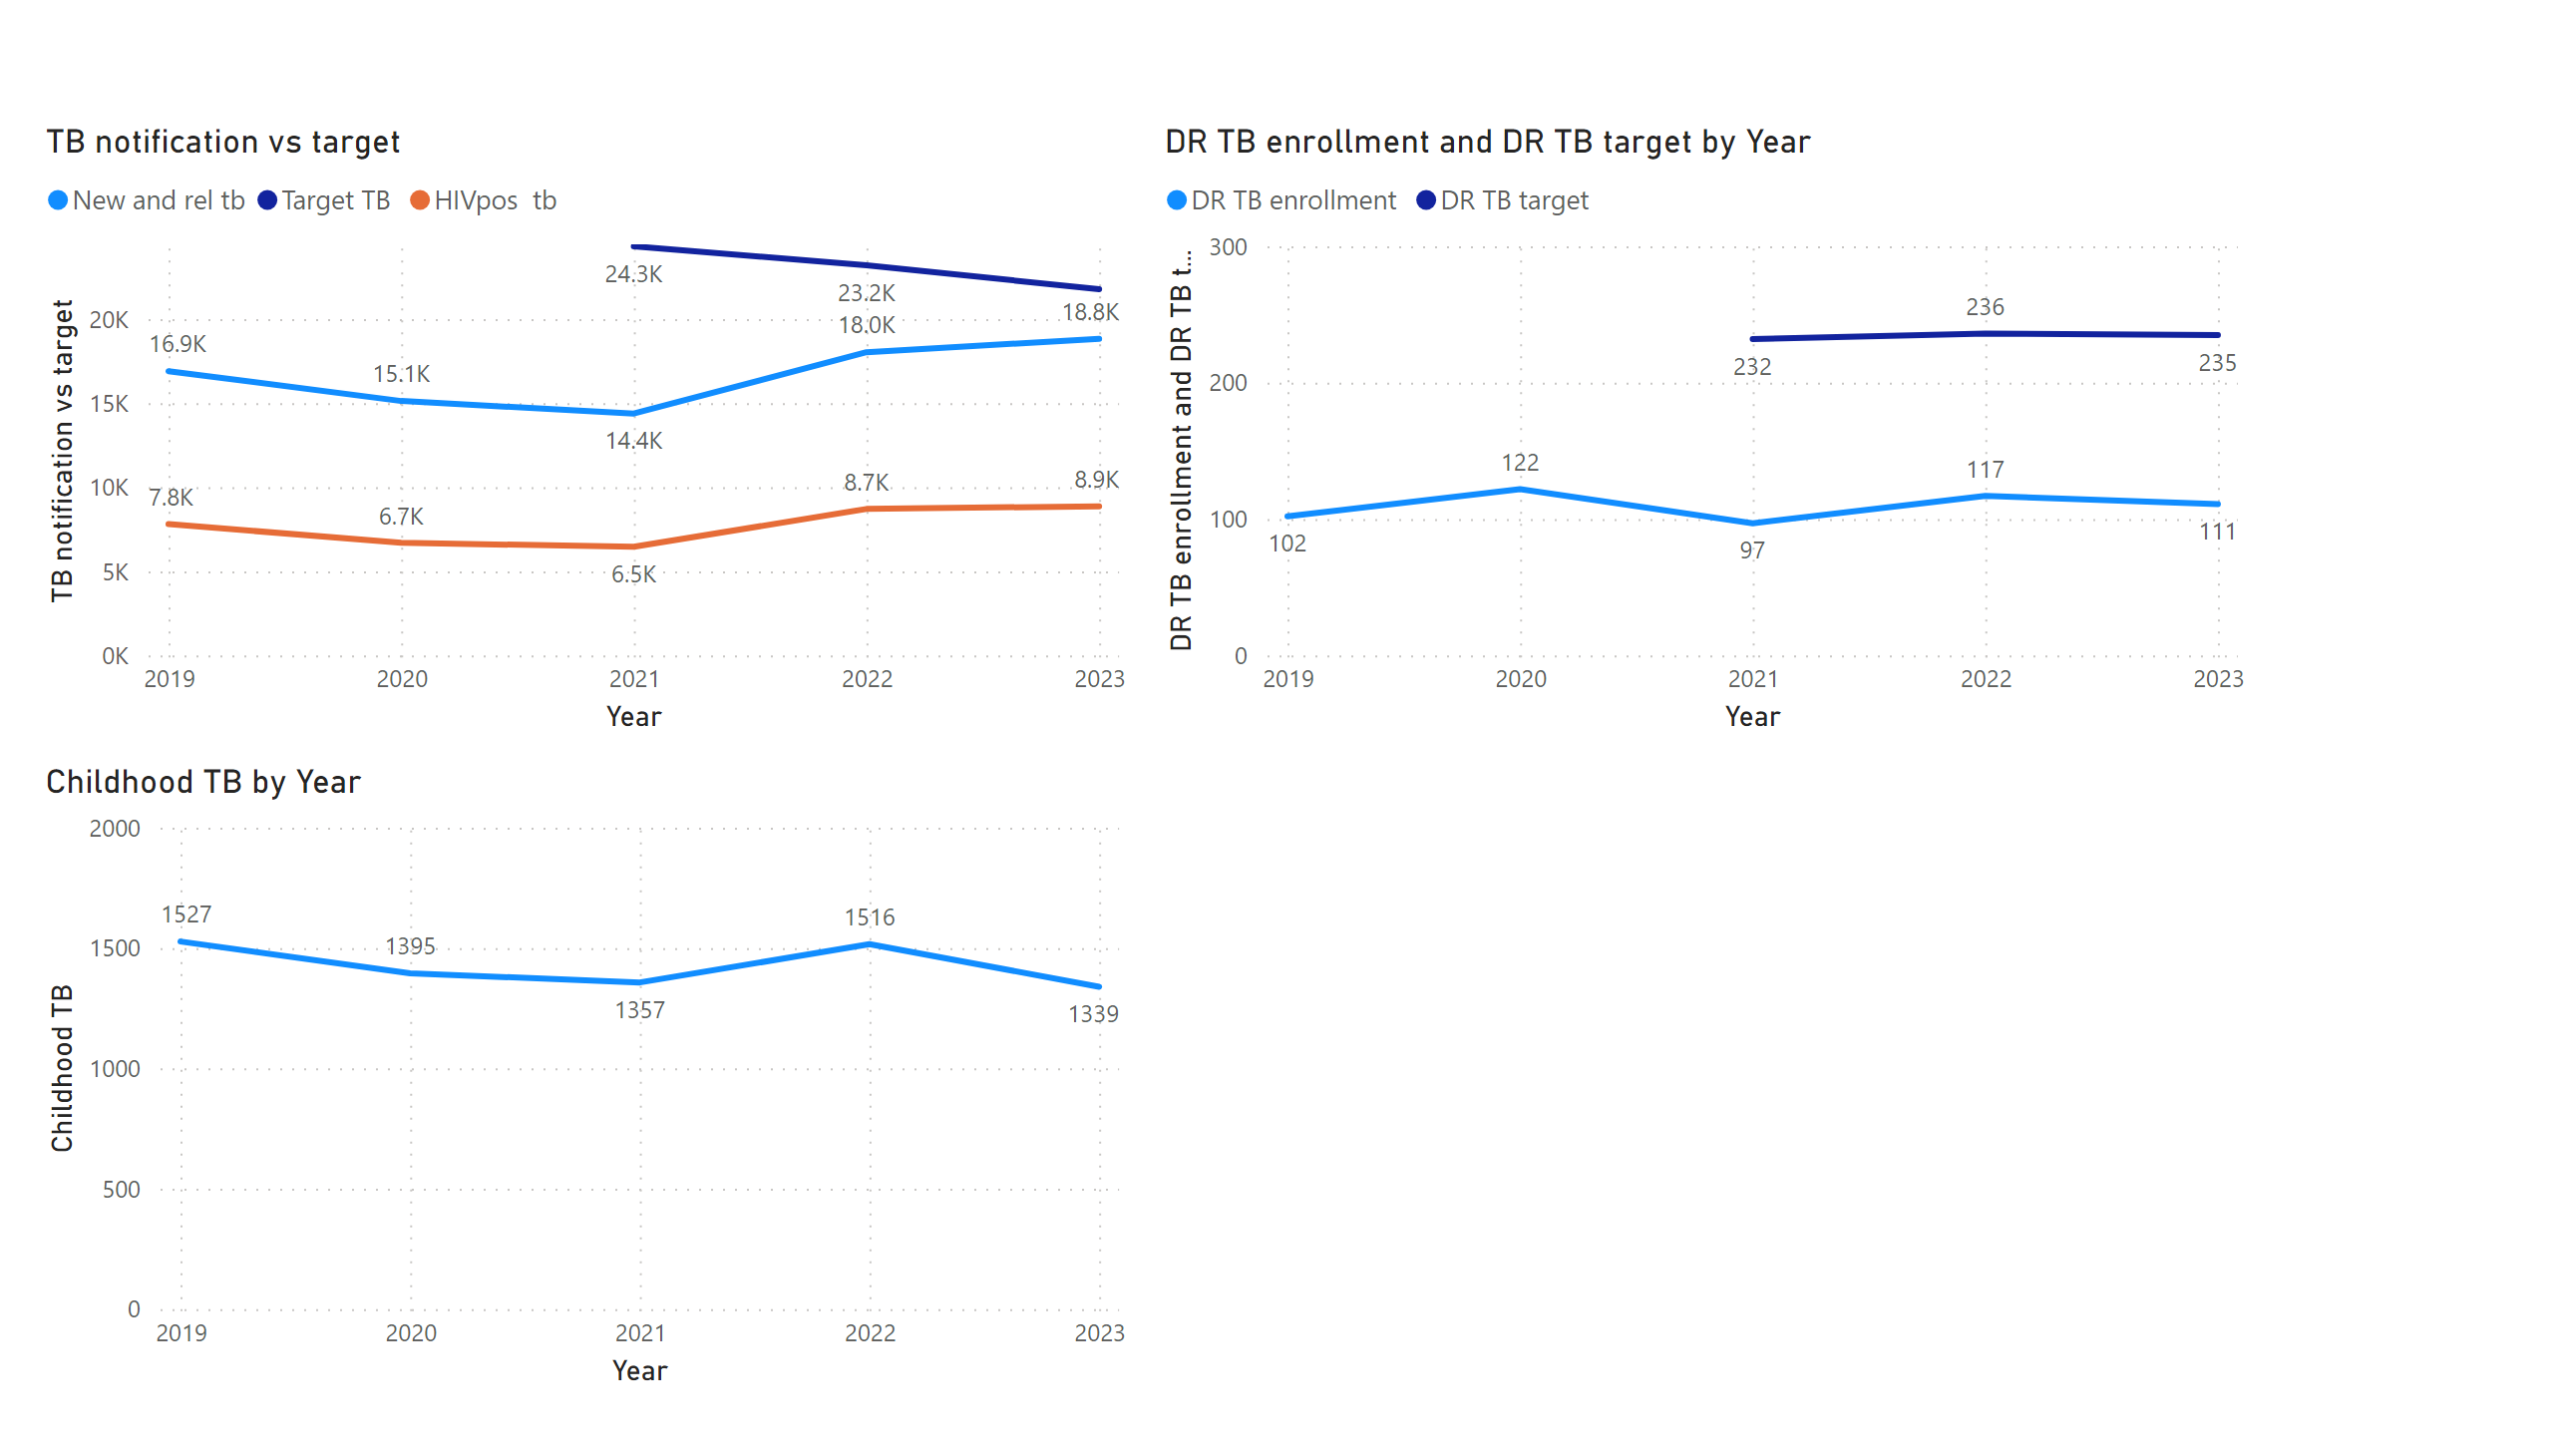 TB notification vs target
New and rel tb Target TB HIVpos  tb
TB notification vs target
20K
15K
10K
5K
0K
24.3K
23.2K
16.9K
15.1K
14.4K
18.0K
18.8K
7.8K
6.7K
6.5K
8.7K
8.9K
2019 2020 2021 2022 2023
Year
DR TB enrollment and DR TB target by Year
DR TB enrollment DR TB target
DR TB enrollment and DR TB t...
300
200
100
0
232
236
235
102
122
97
117
111
2019 2020 2021 2022 2023
Year
Childhood TB by Year
Childhood TB
2000
1500
1000
500
0
1527
1395
1357
1516
1339
2019 2020 2021 2022 2023
Year